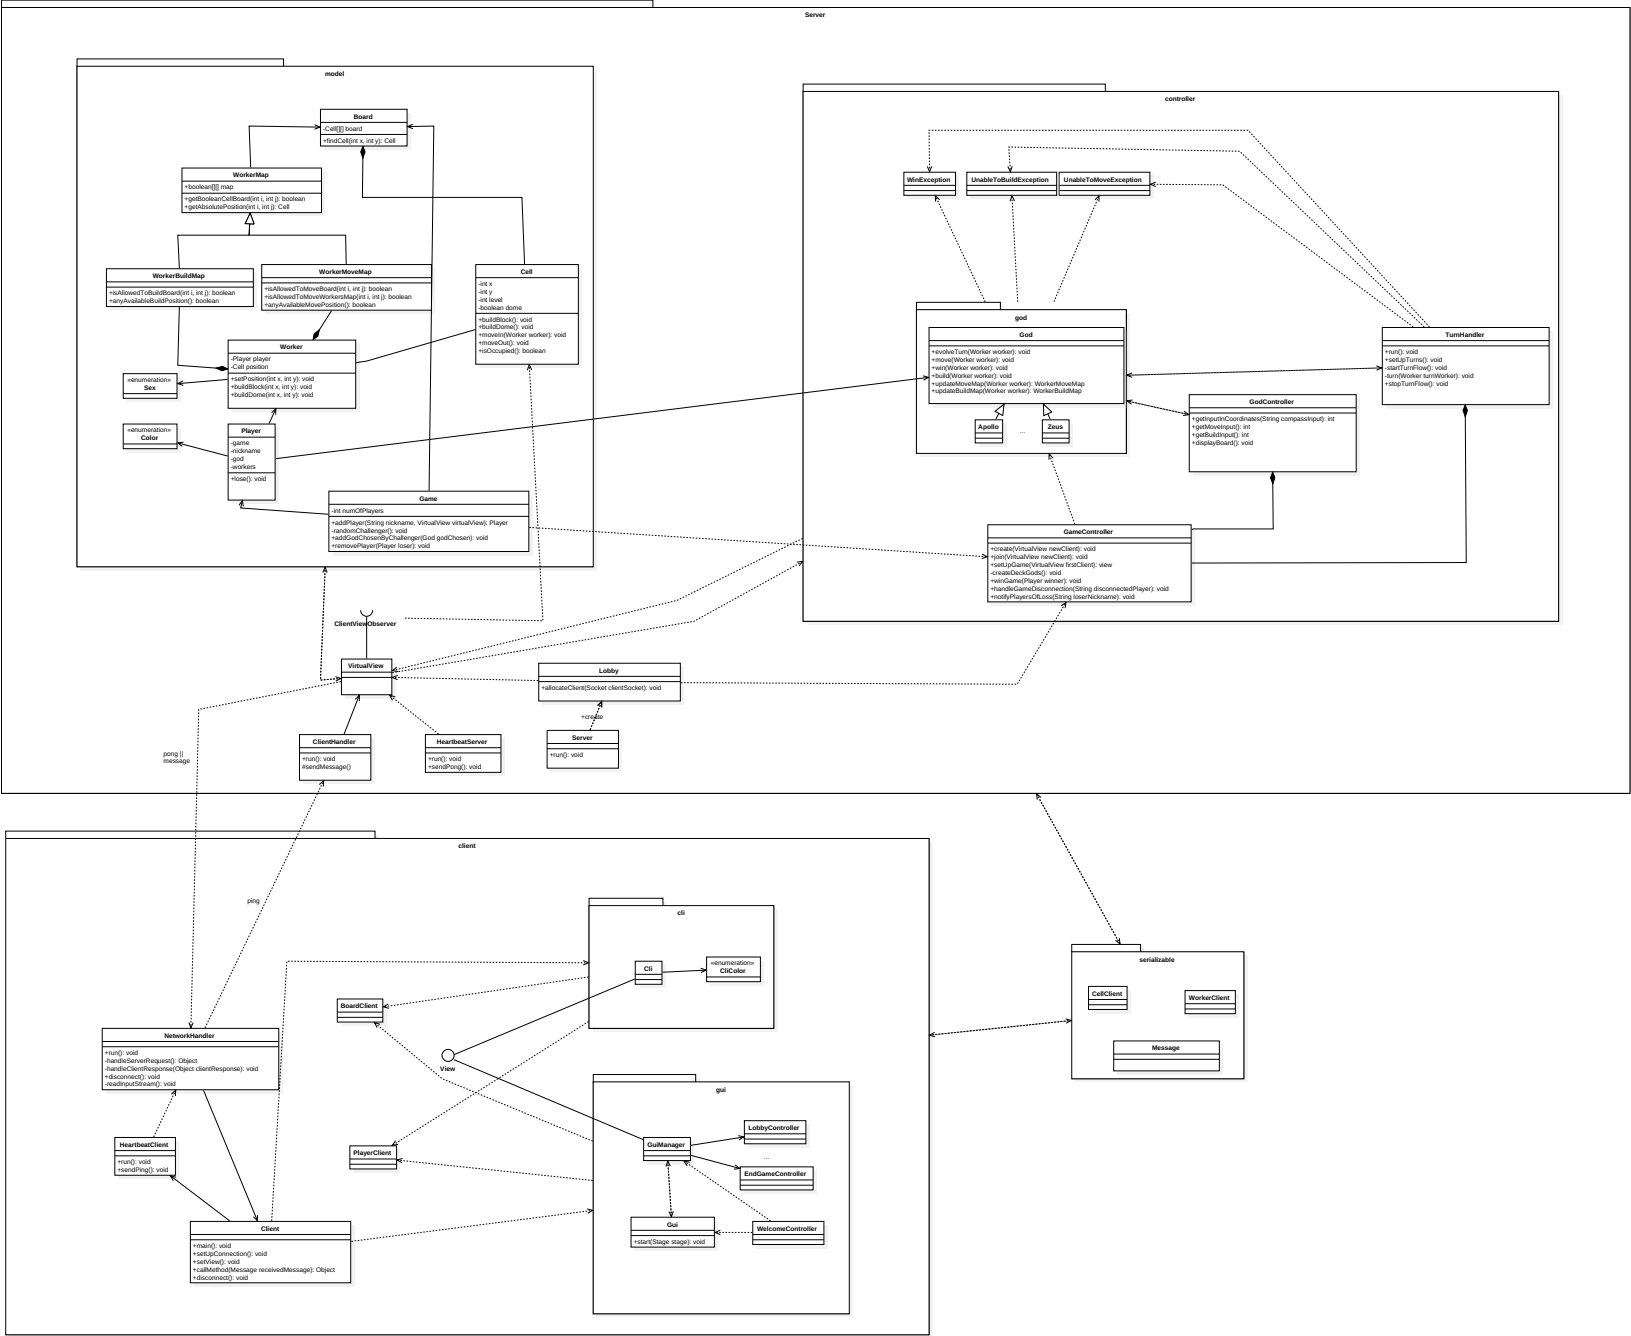 Server
model
Board
-Cell[][] board
+findCell(int x, int y): Cell
WorkerMap
+boolean[][] map
+getBooleanCellBoard(int i, int j): boolean
+getAbsolutePosition(int i, int j): Cell
WorkerBuildMap
+isAllowedToBuildBoard(int i, int j): boolean
+anyAvailableBuildPosition(): boolean
WorkerMoveMap
+isAllowedToMoveBoard(int i, int j): boolean
+isAllowedToMoveWorkersMap(int i, int j): boolean
+anyAvailableMovePosition(): boolean
Cell
-int x
-int y
-int level
-boolean dome
+buildBlock(): void
+buildDome(): void
+moveIn(Worker worker): void
+moveOut(): void
+isOccupied(): boolean
Worker
-Player player
-Cell position
+setPosition(int x, int y): void
+buildBlock(int x, int y): void
+buildDome(int x, int y): void
«enumeration»
Sex
«enumeration»
Color
Player
-game
-nickname
-god
-workers
+lose(): void
Game
-int numOfPlayers
+addPlayer(String nickname, VirtualView virtualView): Player
-randomChallenger(): void
+addGodChosenByChallenger(God godChosen): void
+removePlayer(Player loser): void
controller
WinException
UnableToBuildException
UnableToMoveException
god
God
+evolveTurn(Worker worker): void
+move(Worker worker): void
+win(Worker worker): void
+build(Worker worker): void
+updateMoveMap(Worker worker): WorkerMoveMap
+updateBuildMap(Worker worker): WorkerBuildMap
Apollo
...
Zeus
TurnHandler
+run(): void
+setUpTurns(): void
-startTurnFlow(): void
-turn(Worker turnWorker): void
+stopTurnFlow(): void
GodController
+getInputInCoordinates(String compassInput): int
+getMoveInput(): int
+getBuildInput(): int
+displayBoard(): void
GameController
+create(VirtualView newClient): void
+join(VirtualView newClient): void
+setUpGame(VirtualView firstClient): view
-createDeckGods(): void
+winGame(Player winner): void
+handleGameDisconnection(String disconnectedPlayer): void
+notifyPlayersOfLoss(String loserNickname): void
ClientViewObserver
VirtualView
Lobby
+allocateClient(Socket clientSocket): void
+create
Server
+run(): void
ClientHandler
+run(): void
#sendMessage()
HeartbeatServer
+run(): void
+sendPong(): void
pong ||
message
client
ping
cli
Cli
«enumeration»
CliColor
BoardClient
View
NetworkHandler
+run(): void
-handleServerRequest(): Object
-handleClientResponse(Object clientResponse): void
+disconnect(): void
-readInputStream(): void
HeartbeatClient
+run(): void
+sendPing(): void
Client
+main(): void
+setUpConnection(): void
+setView(): void
+callMethod(Message receivedMessage): Object
+disconnect(): void
PlayerClient
gui
GuiManager
LobbyController
...
EndGameController
Gui
+start(Stage stage): void
WelcomeController
serializable
CellClient
WorkerClient
Message